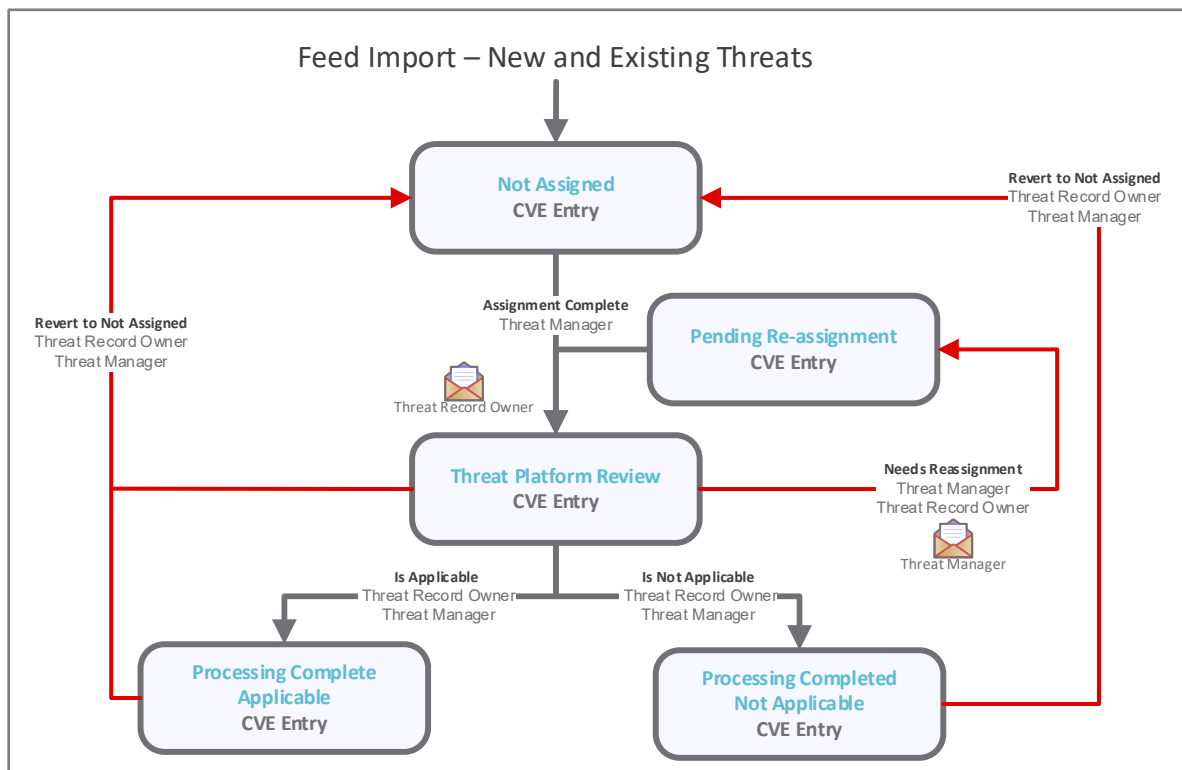 Feed Import – New and Existing Threats
Not Assigned
CVE Entry
Revert to Not Assigned
Threat Record Owner
Threat Manager
Assignment Complete
Threat Manager
Pending Re-assignment
CVE Entry
Revert to Not Assigned
Threat Record Owner
Threat Manager
Threat Record Owner
Threat Platform Review
CVE Entry
Needs Reassignment
Threat Manager
Threat Record Owner
Threat Manager
Is Applicable
Threat Record Owner
Threat Manager
Is Not Applicable
Threat Record Owner
Threat Manager
Processing Complete
Applicable
CVE Entry
Processing Completed
Not Applicable
CVE Entry